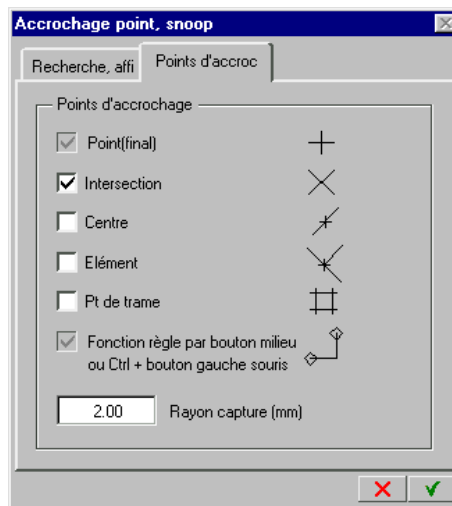 Accrochage point, snoop
Recherche, affi
Points d'accroc
Points d'accrochage
Point(final)
Intersection
Centre
Elément
Pt de trame
Fonction règle par bouton milieu
ou Ctrl + bouton gauche souris
2.00 Rayon capture (mm)